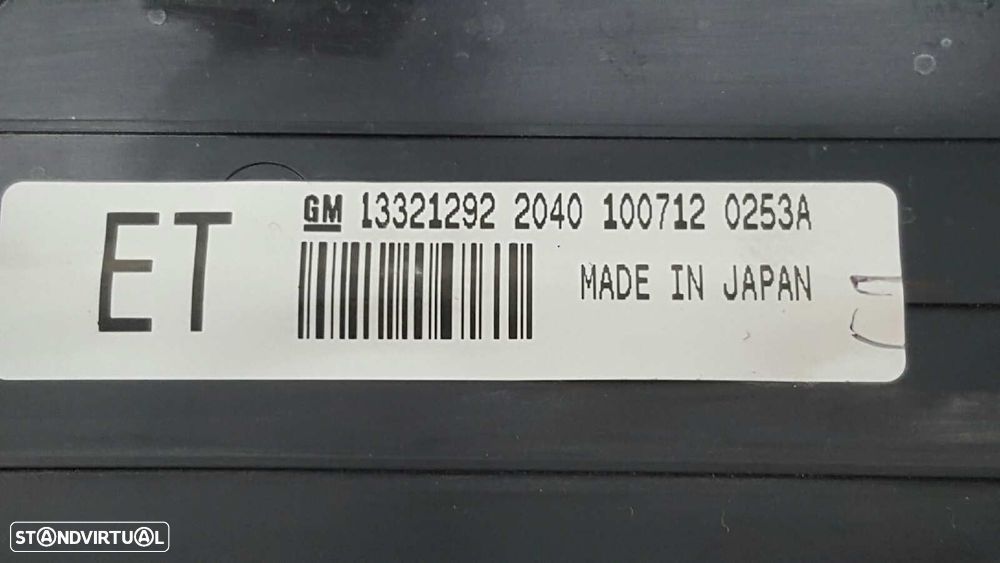 ET
GM 13321292 2040 100712 0253A
MADE IN JAPAN
STANDVIRTUAL